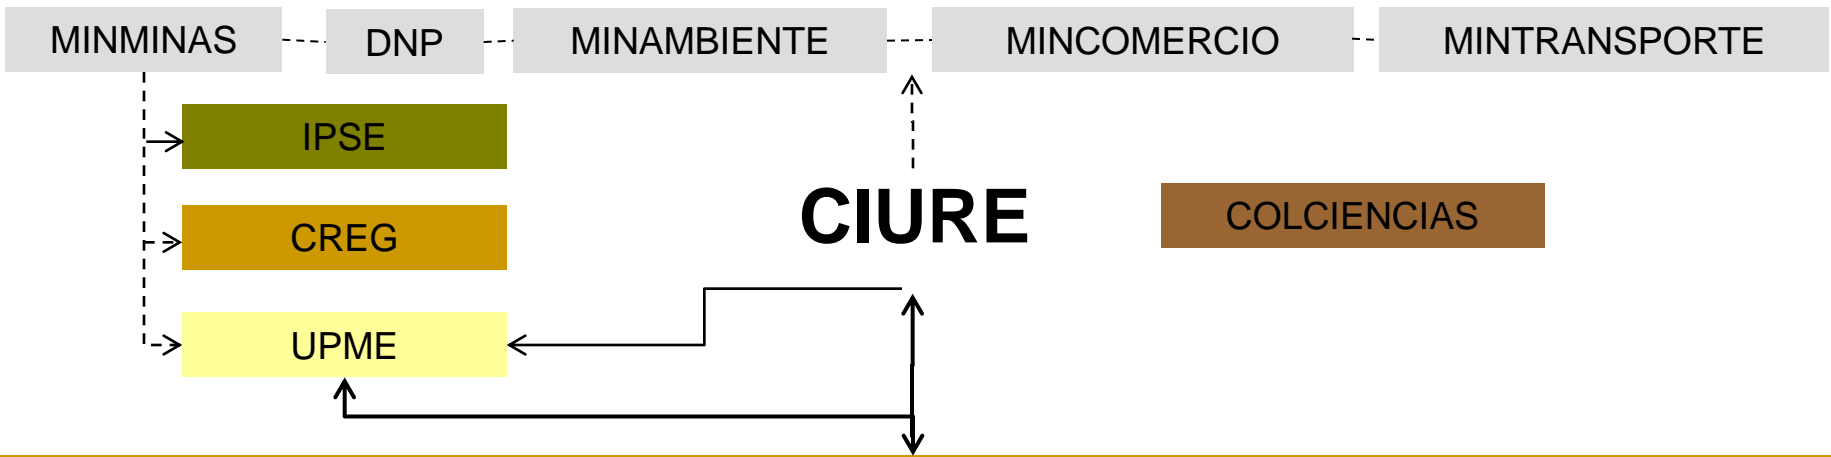 MINMINAS
DNP
MINAMBIENTE
MINCOMERCIO
MINTRANSPORTE
IPSE
CIURE
COLCIENCIAS
CREG
UPME